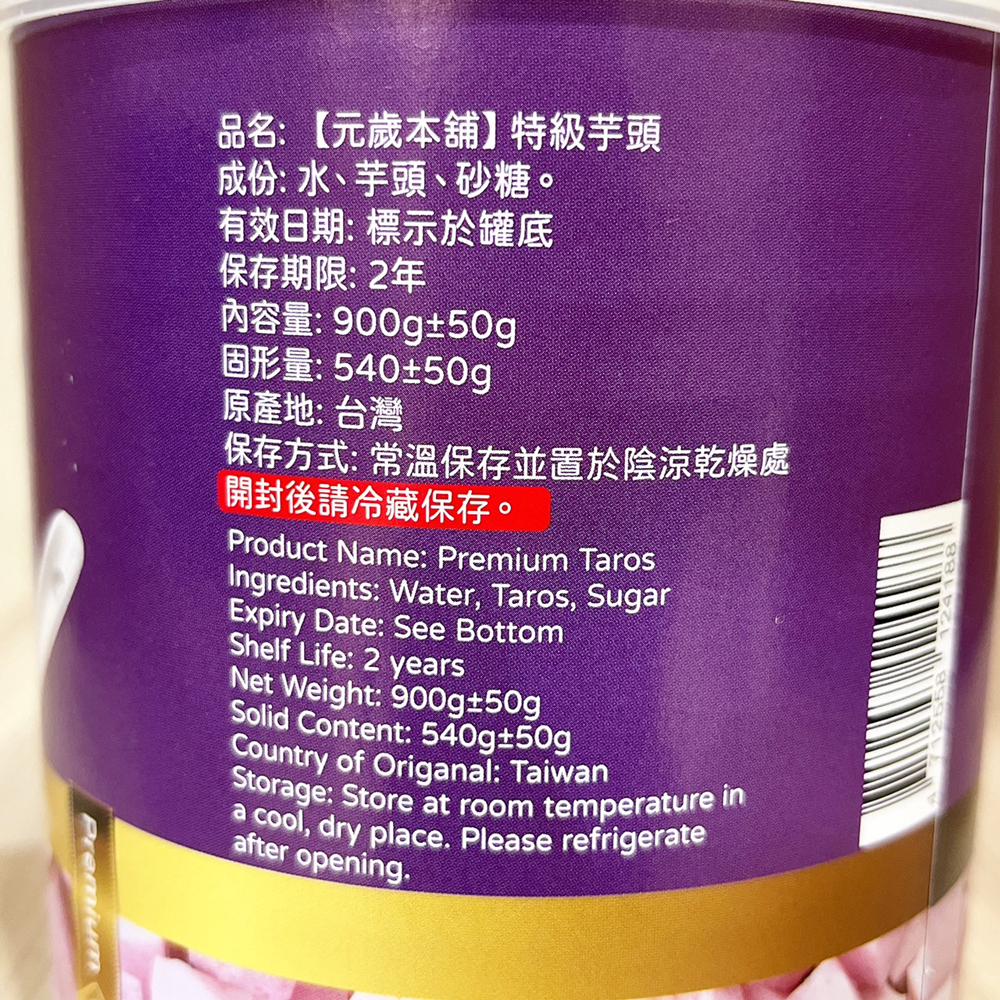 品名: 【元歲本舖】特級芋頭
成份: 水、芋頭、砂糖。
有效日期: 標示於罐底
保存期限: 2年
內容量: 900g±50g
固形量: 540±50g
原產地: 台灣
保存方式: 常溫保存並置於陰涼乾燥處
開封後請冷藏保存。
Product Name: Premium Taros
Ingredients: Water, Taros, Sugar
Expiry Date: See Bottom
Shelf Life: 2 years
Net Weight: 900g±50g
Solid Content: 540g±50g
Country of Origanal: Taiwan
Storage: Store at room temperature in
a cool, dry place. Please refrigerate
after opening.
Premium